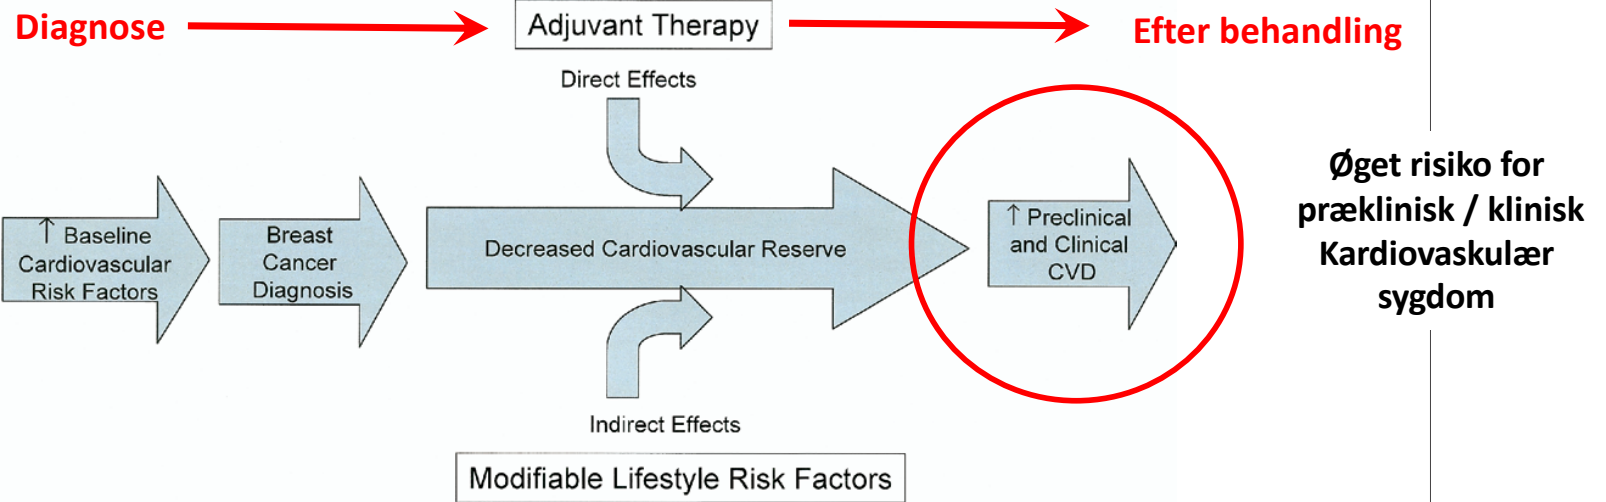 Diagnose
Adjuvant Therapy
Efter behandling
Direct Effects
↑ Baseline
Cardiovascular
Risk Factors
Breast
Cancer
Diagnosis
Decreased Cardiovascular Reserve
↑ Preclinical
and Clinical
CVD
Øget risiko for
præklinisk / klinisk
Kardiovaskulær
sygdom
Indirect Effects
Modifiable Lifestyle Risk Factors